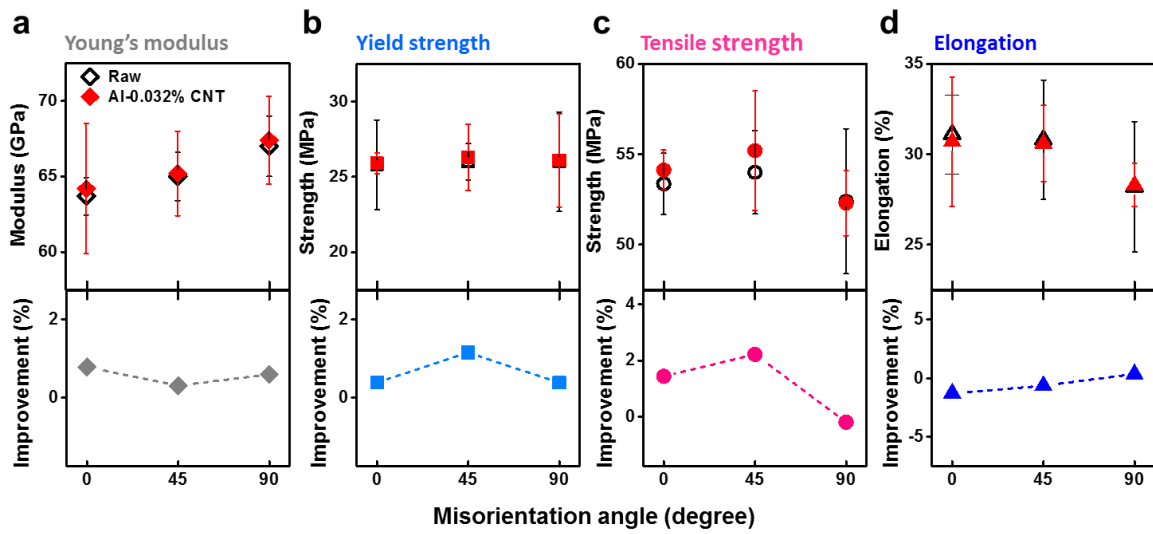 a
Young's modulus
Raw
Al-0.032% CNT
Modulus (GPa)
70
65
60
Improvement (%)
2
0
0
45
90
b
Yield strength
Strength (MPa)
30
25
20
Improvement (%)
2
0
0
45
90
c
Tensile strength
Strength (MPa)
60
54
50
Improvement (%)
4
2
0
0
45
90
d
Elongation
Elongation (%)
35
30
25
Improvement (%)
5
0
-5
0
45
90
Misorientation angle (degree)